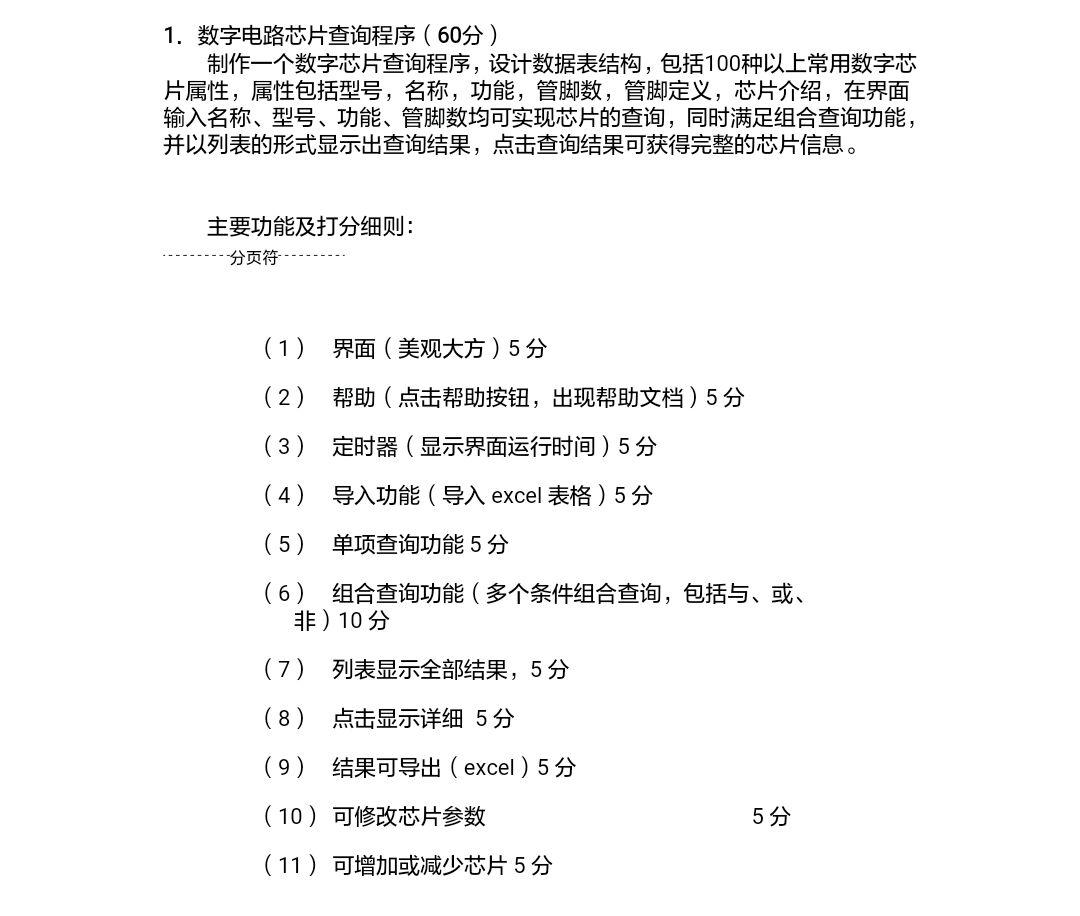 1. 数字电路芯片查询程序（60分）
制作一个数字芯片查询程序，设计数据表结构，包括100种以上常用数字芯
片属性，属性包括型号，名称，功能，管脚数，管脚定义，芯片介绍，在界面
输入名称、型号、功能、管脚数均可实现芯片的查询，同时满足组合查询功能，
并以列表的形式显示出查询结果，点击查询结果可获得完整的芯片信息。
主要功能及打分细则：
分页符
（1） 界面（美观大方）5 分
（2） 帮助（点击帮助按钮，出现帮助文档）5 分
（3） 定时器（显示界面运行时间）5 分
（4） 导入功能（导入 excel 表格）5 分
（5） 单项查询功能 5 分
（6） 组合查询功能（多个条件组合查询，包括与、或、
非）10 分
（7） 列表显示全部结果，5 分
（8） 点击显示详细 5 分
（9） 结果可导出（excel）5 分
（10） 可修改芯片参数 5 分
（11） 可增加或减少芯片 5 分